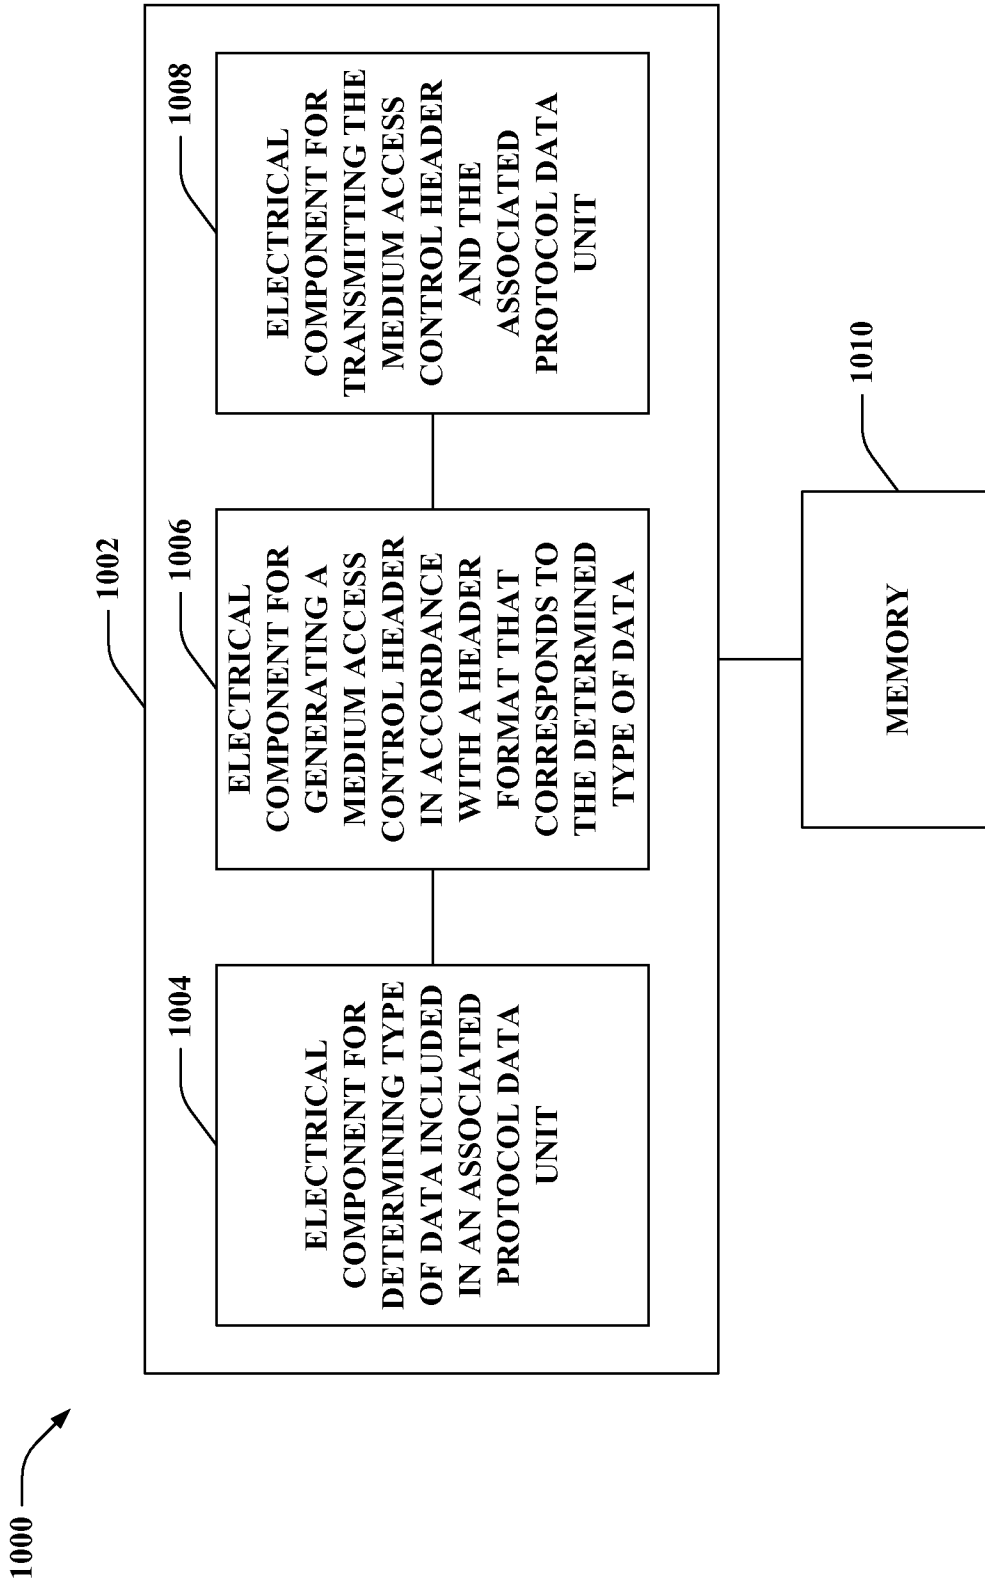 1000
1002
1004
ELECTRICAL
COMPONENT FOR
DETERMINING TYPE
OF DATA INCLUDED
IN AN ASSOCIATED
PROTOCOL DATA
UNIT
1006
ELECTRICAL
COMPONENT FOR
GENERATING A
MEDIUM ACCESS
CONTROL HEADER
IN ACCORDANCE
WITH A HEADER
FORMAT THAT
CORRESPONDS TO
THE DETERMINED
TYPE OF DATA
1008
ELECTRICAL
COMPONENT FOR
TRANSMITTING THE
MEDIUM ACCESS
CONTROL HEADER
AND THE
ASSOCIATED
PROTOCOL DATA
UNIT
1010
MEMORY